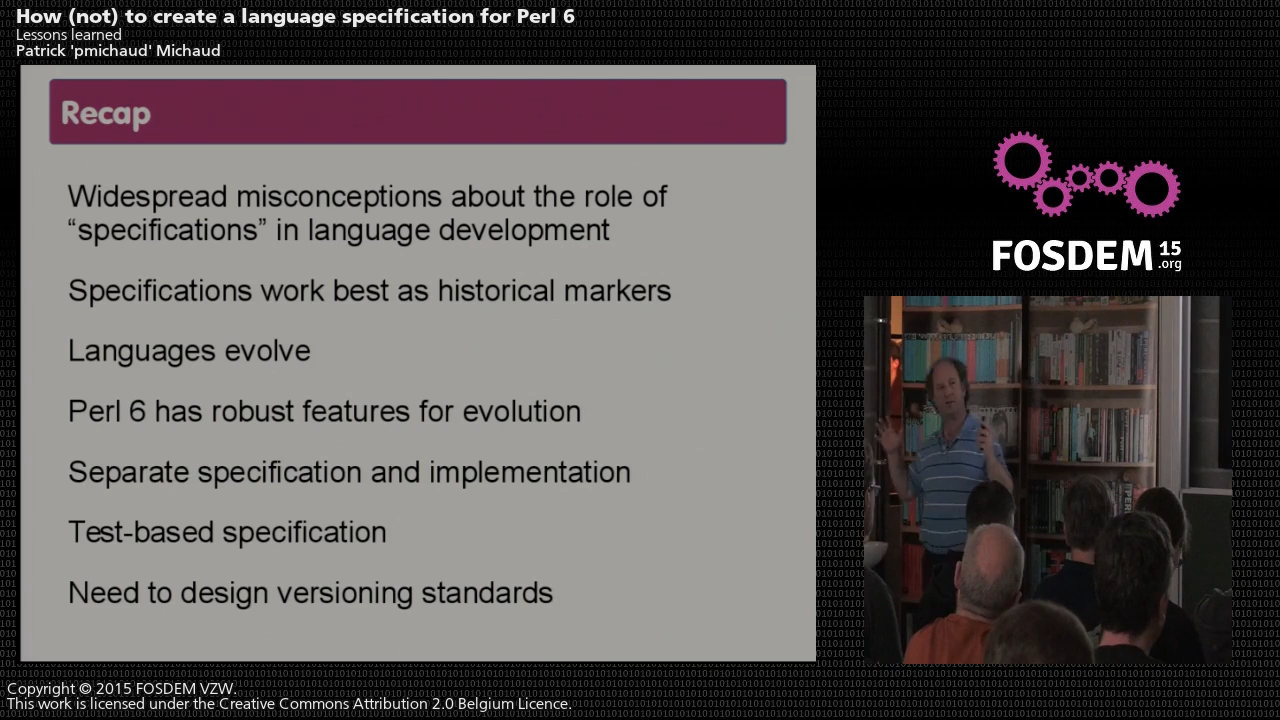 How (not) to create a language specification for Perl 6
Lessons learned
Patrick 'pmichaud' Michaud
Recap
Widespread misconceptions about the role of
“specifications” in language development
Specifications work best as historical markers
Languages evolve
Perl 6 has robust features for evolution
Separate specification and implementation
Test-based specification
Need to design versioning standards
FOSDEM 15
.org
Copyright © 2015 FOSDEM VZW.
This work is licensed under the Creative Commons Attribution 2.0 Belgium Licence.